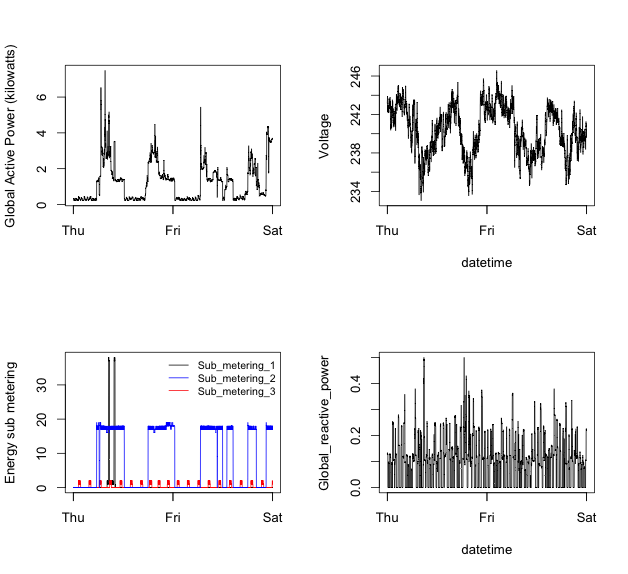 Global Active Power (kilowatts)
6
4
2
0
Thu
Fri
Sat
Voltage
246
242
238
234
Thu
Fri
Sat
datetime
Energy sub metering
30
20
10
0
Sub_metering_1
Sub_metering_2
Sub_metering_3
Thu
Fri
Sat
Global_reactive_power
0.4
0.2
0.0
Thu
Fri
Sat
datetime